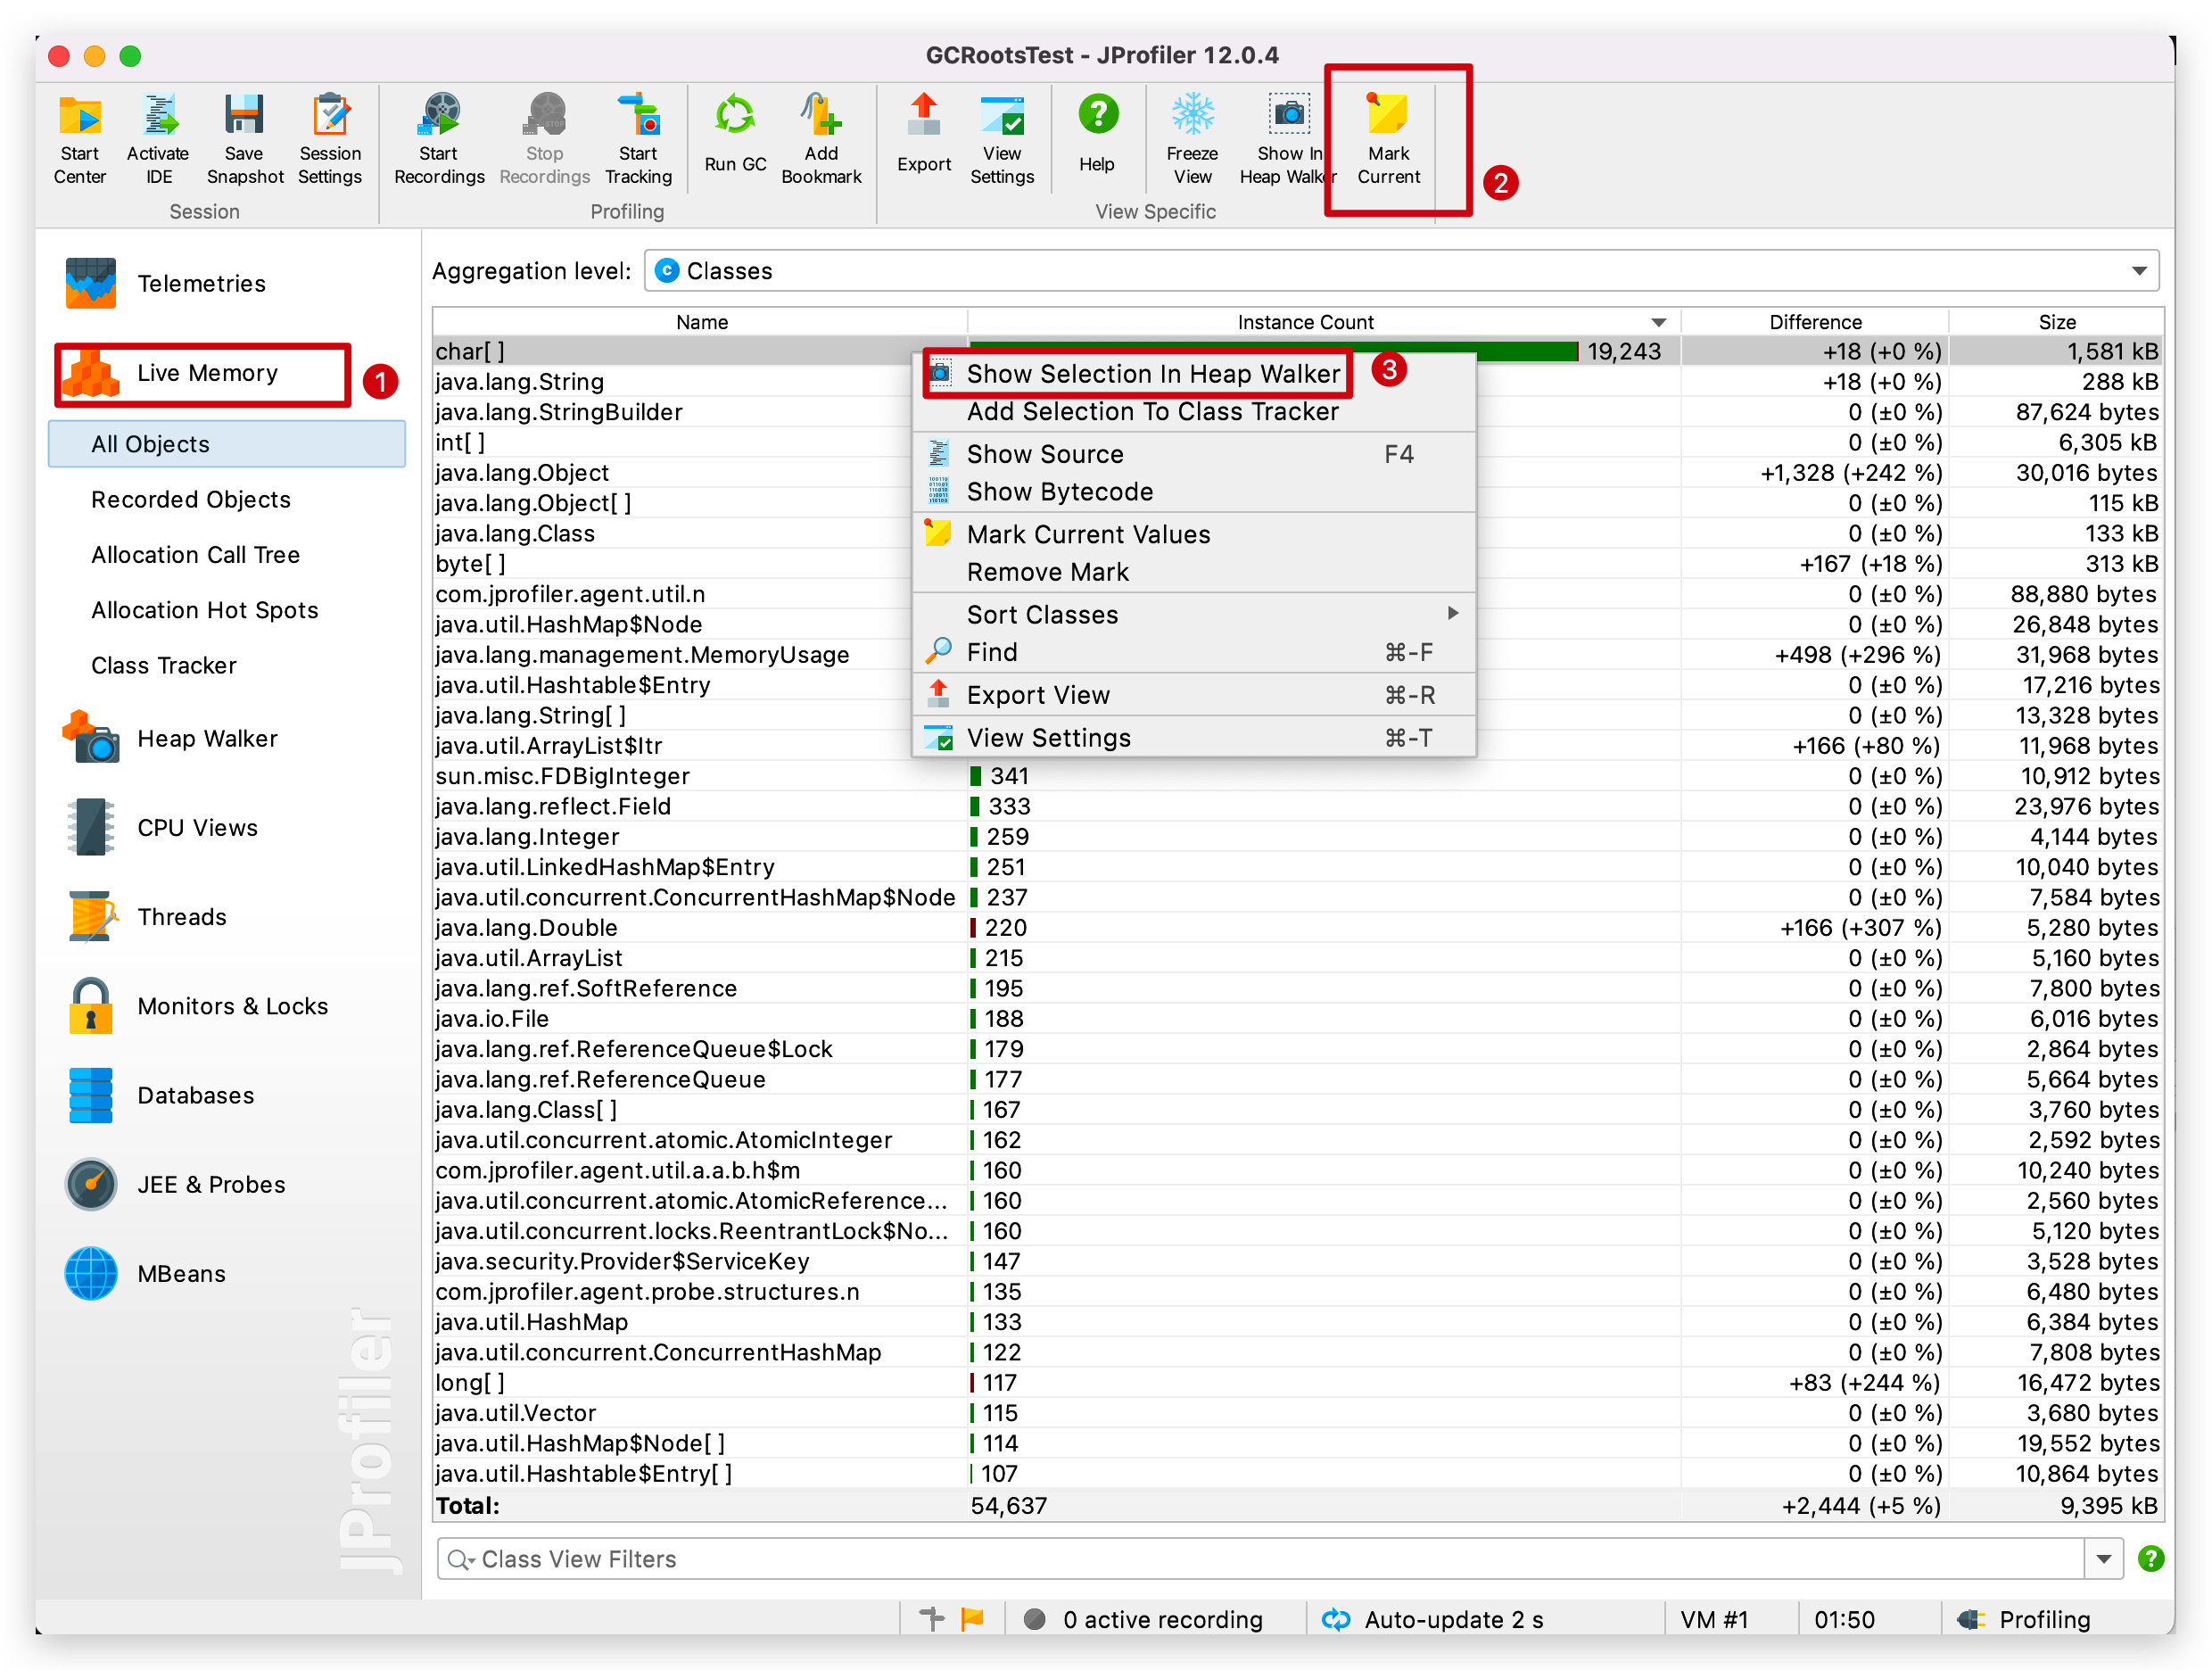 GCRootsTest - JProfiler 12.0.4
Start Center
Activate IDE
Save Snapshot
Session Settings
Start Recordings
Stop Recordings
Start Tracking
Run GC
Add Bookmark
Export
View Settings
Help
Freeze View
Show In Heap Walker
Mark Current
2
Session
Profiling
View Specific
Telemetries
Live Memory
1
All Objects
Recorded Objects
Allocation Call Tree
Allocation Hot Spots
Class Tracker
Heap Walker
CPU Views
Threads
Monitors & Locks
Databases
JEE & Probes
MBeans
JProfiler
Aggregation level: C Classes
Name Instance Count Difference Size
char[ ] 19,243 +18 (+0 %) 1,581 kB
java.lang.String +18 (+0 %) 288 kB
java.lang.StringBuilder 0 (±0 %) 87,624 bytes
int[ ] 0 (±0 %) 6,305 kB
java.lang.Object +1,328 (+242 %) 30,016 bytes
java.lang.Object[ ] 0 (±0 %) 115 kB
java.lang.Class 0 (±0 %) 133 kB
byte[ ] +167 (+18 %) 313 kB
com.jprofiler.agent.util.n 0 (±0 %) 88,880 bytes
java.util.HashMap$Node 0 (±0 %) 26,848 bytes
java.lang.management.MemoryUsage +498 (+296 %) 31,968 bytes
java.util.Hashtable$Entry 0 (±0 %) 17,216 bytes
java.lang.String[ ] 0 (±0 %) 13,328 bytes
java.util.ArrayList$Itr +166 (+80 %) 11,968 bytes
sun.misc.FDBigInteger 341 0 (±0 %) 10,912 bytes
java.lang.reflect.Field 333 0 (±0 %) 23,976 bytes
java.lang.Integer 259 0 (±0 %) 4,144 bytes
java.util.LinkedHashMap$Entry 251 0 (±0 %) 10,040 bytes
java.util.concurrent.ConcurrentHashMap$Node 237 0 (±0 %) 7,584 bytes
java.lang.Double 220 +166 (+307 %) 5,280 bytes
java.util.ArrayList 215 0 (±0 %) 5,160 bytes
java.lang.ref.SoftReference 195 0 (±0 %) 7,800 bytes
java.io.File 188 0 (±0 %) 6,016 bytes
java.lang.ref.ReferenceQueue$Lock 179 0 (±0 %) 2,864 bytes
java.lang.ref.ReferenceQueue 177 0 (±0 %) 5,664 bytes
java.lang.Class[ ] 167 0 (±0 %) 3,760 bytes
java.util.concurrent.atomic.AtomicInteger 162 0 (±0 %) 2,592 bytes
com.jprofiler.agent.util.a.a.b.h$m 160 0 (±0 %) 10,240 bytes
java.util.concurrent.atomic.AtomicReference... 160 0 (±0 %) 2,560 bytes
java.util.concurrent.locks.ReentrantLock$No... 160 0 (±0 %) 5,120 bytes
java.security.Provider$ServiceKey 147 0 (±0 %) 3,528 bytes
com.jprofiler.agent.probe.structures.n 135 0 (±0 %) 6,480 bytes
java.util.HashMap 133 0 (±0 %) 6,384 bytes
java.util.concurrent.ConcurrentHashMap 122 0 (±0 %) 7,808 bytes
long[ ] 117 +83 (+244 %) 16,472 bytes
java.util.Vector 115 0 (±0 %) 3,680 bytes
java.util.HashMap$Node[ ] 114 0 (±0 %) 19,552 bytes
java.util.Hashtable$Entry[ ] 107 0 (±0 %) 10,864 bytes
Total: 54,637 +2,444 (+5 %) 9,395 kB
Show Selection In Heap Walker
3
Add Selection To Class Tracker
Show Source F4
Show Bytecode
Mark Current Values
Remove Mark
Sort Classes
Find ⌘-F
Export View ⌘-R
View Settings ⌘-T
Class View Filters
0 active recording
Auto-update 2 s
VM #1
01:50
Profiling